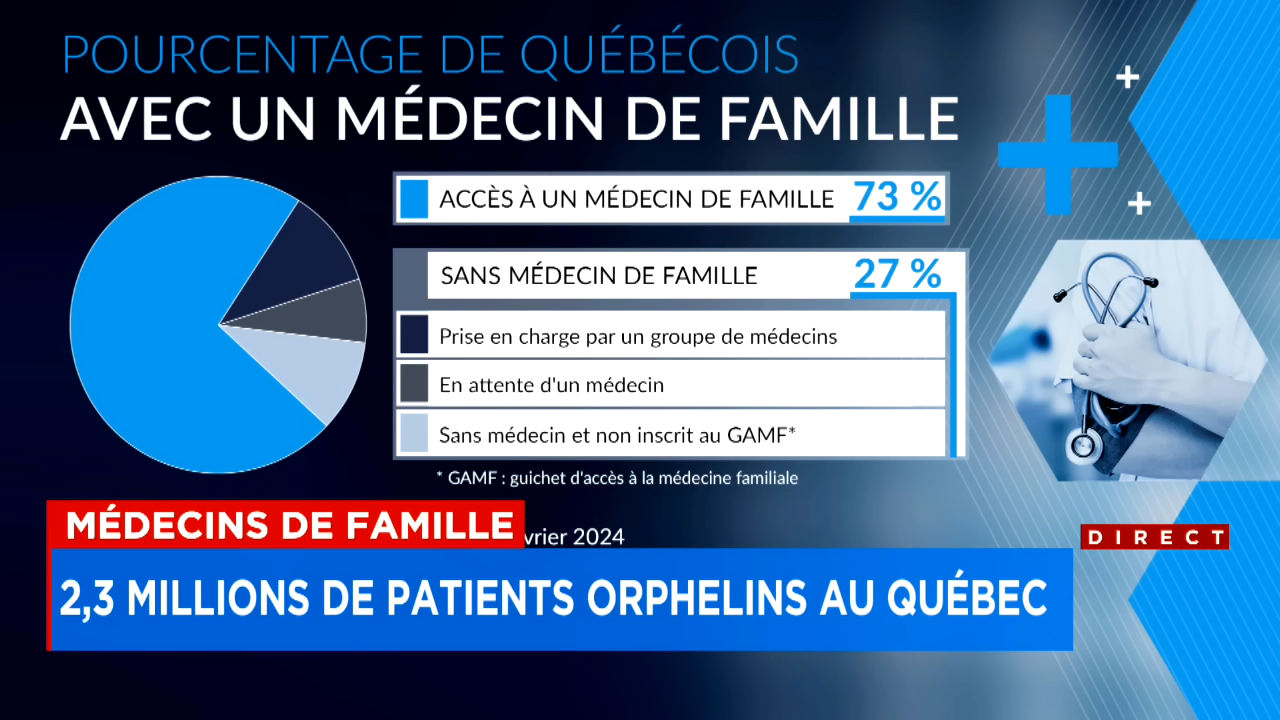 POURCENTAGE DE QUÉBÉCOIS
AVEC UN MÉDECIN DE FAMILLE
ACCÈS À UN MÉDECIN DE FAMILLE 73 %
SANS MÉDECIN DE FAMILLE 27 %
Prise en charge par un groupe de médecins
En attente d'un médecin
Sans médecin et non inscrit au GAMF*
* GAMF : guichet d'accès à la médecine familiale
MÉDECINS DE FAMILLE
2024
DIRECT
2,3 MILLIONS DE PATIENTS ORPHELINS AU QUÉBEC